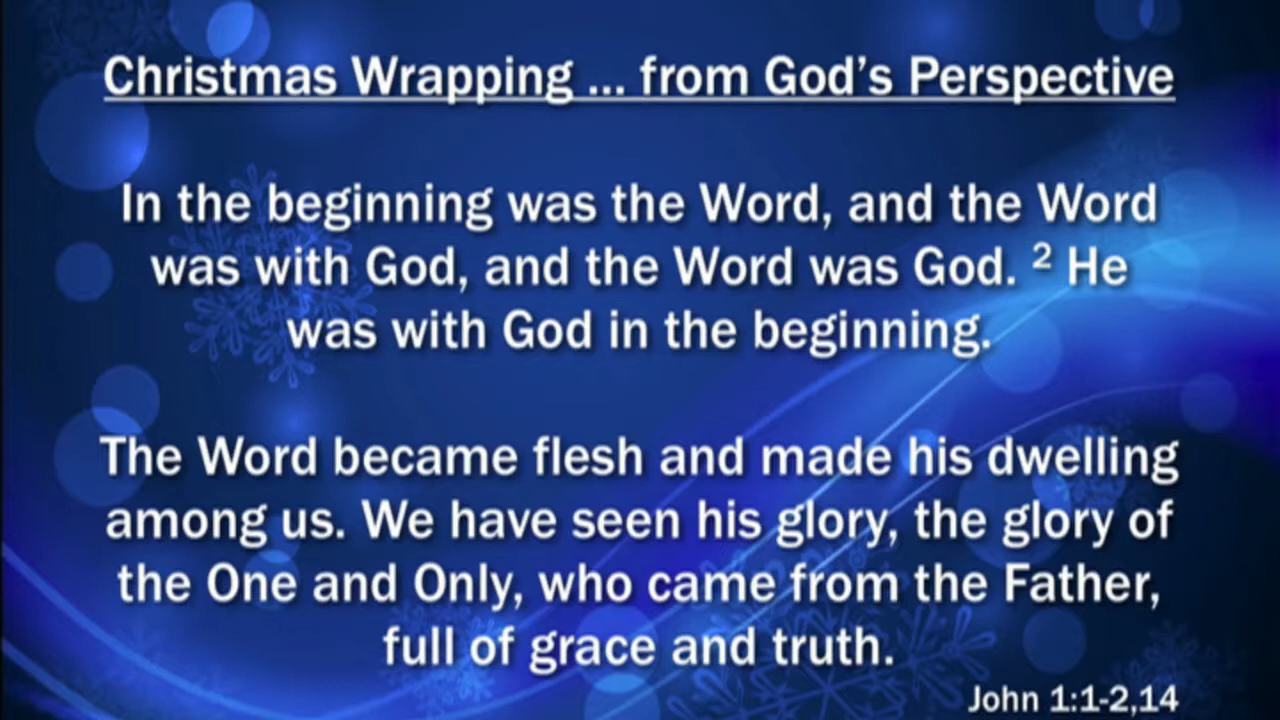 Christmas Wrapping ... from God's Perspective
In the beginning was the Word, and the Word
was with God, and the Word was God. ² He
was with God in the beginning.
The Word became flesh and made his dwelling
among us. We have seen his glory, the glory of
the One and Only, who came from the Father,
full of grace and truth.
John 1:1-2,14